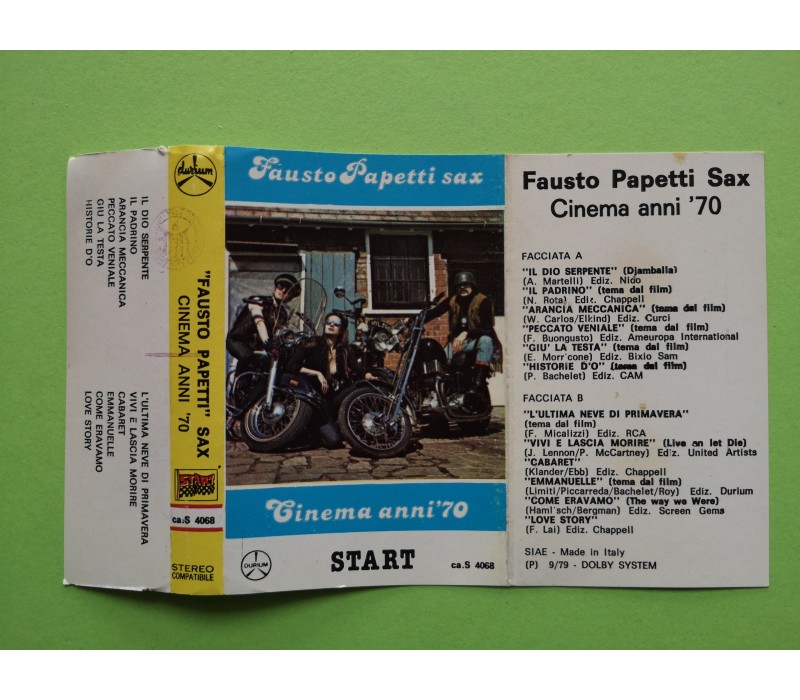 IL DIO SERPENTE
IL PADRINO
ARANCIA MECCANICA
PECCATO VENIALE
GIU LA TESTA
HISTORIE D'O
L'ULTIMA NEVE DI PRIMAVERA
VIVI E LASCIA MORIRE
CABARET
EMMANUELLE
COME ERAVAMO
LOVE STORY
durium
"FAUSTO PAPETTI" SAX
CINEMA ANNI '70
START
ca.S 4068
STEREO
COMPATIBILE
Fausto Papetti sax
Cinema anni '70
DURIUM
START
ca.S 4068
Fausto Papetti Sax
Cinema anni '70
FACCIATA A
"IL DIO SERPENTE" (Djamballa)
(A. Martelli) Ediz. Nido
"IL PADRINO" (tema dal film)
(N. Rota) Ediz. Chappell
"ARANCIA MECCANICA" (tema dal film)
(W. Carlos/Elkind) Ediz. Curci
"PECCATO VENIALE" (tema dal film)
(F. Buongusto) Ediz. Ameuropa International
"GIU' LA TESTA" (tema dal film)
(E. Morr'cone) Ediz. Bixio Sam
"HISTORiE D'O" (tema dal film)
(P. Bachelet) Ediz. CAM
FACCIATA B
"L'ULTIMA NEVE DI PRIMAVERA"
(tema dal film)
(F. Micalizzi) Ediz. RCA
"VIVI E LASCIA MORIRE" (Live an let Die)
(J. Lennon/P. McCartney) Ediz. United Artists
"CABARET"
(Klander/Ebb) Ediz. Chappell
"EMMANUELLE" (tema dal film)
(Limiti/Piccarreda/Bachelet/Roy) Ediz. Durium
"COME ERAVAMO" (The way we Were)
(Haml'sch/Bergman) Ediz. Screen Gems
"LOVE STORY"
(F. Lai) Ediz. Chappell
SIAE - Made in Italy
(P) 9/79 - DOLBY SYSTEM